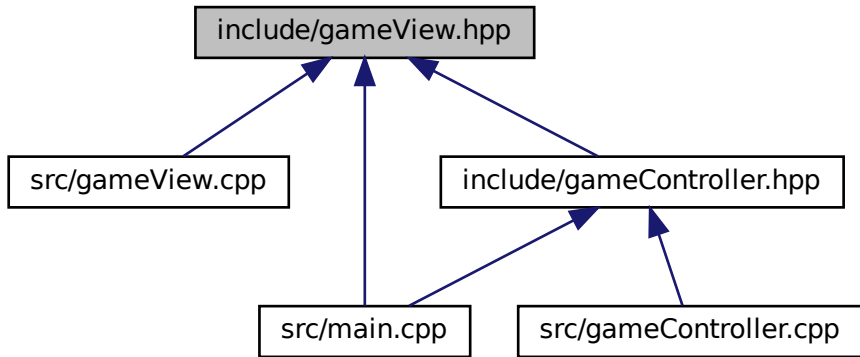 include/gameView.hpp
src/gameView.cpp
include/gameController.hpp
src/main.cpp
src/gameController.cpp